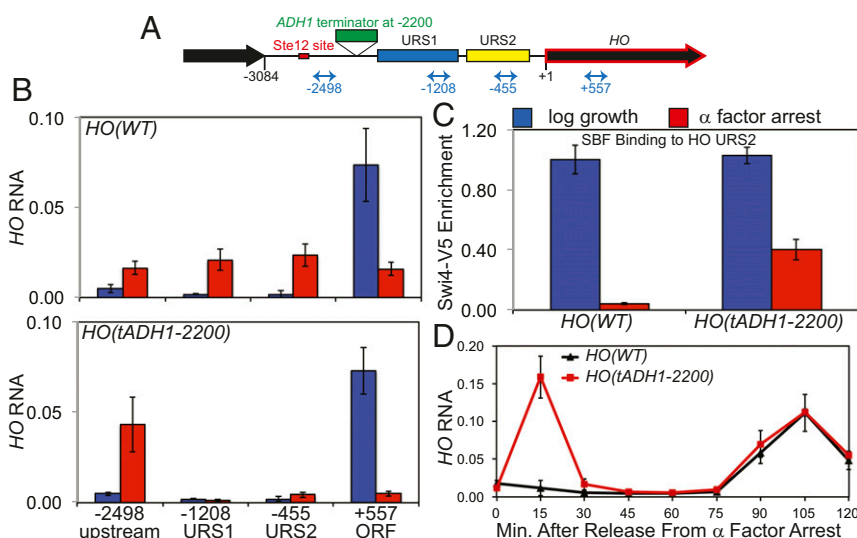 A
ADH1 terminator at -2200
Ste12 site
URS1
URS2
HO
-3084
+1
-2498
-1208
-455
+557
B
HO(WT)
0.10
0.05
0.00
HO RNA
HO(tADH1-2200)
0.10
0.05
0.00
HO RNA
-2498 -1208 -455 +557
upstream URS1 URS2 ORF
C
log growth
α factor arrest
SBF Binding to HO URS2
1.20
0.80
0.40
0.00
Swi4-V5 Enrichment
HO(WT) HO(tADH1-2200)
D
HO(WT)
HO(tADH1-2200)
0.20
0.15
0.10
0.05
0.00
HO RNA
0 15 30 45 60 75 90 105 120
Min. After Release From α Factor Arrest